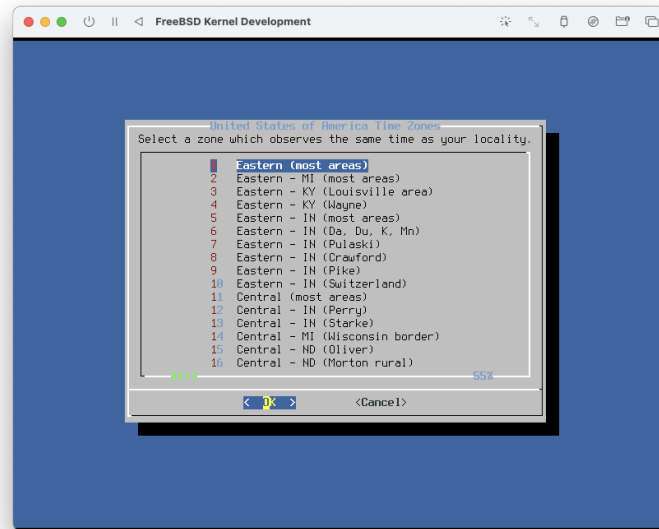 FreeBSD Kernel Development
United States of America Time Zones
Select a zone which observes the same time as your locality.
1 Eastern (most areas)
2 Eastern - MI (most areas)
3 Eastern - KY (Louisville area)
4 Eastern - KY (Wayne)
5 Eastern - IN (most areas)
6 Eastern - IN (Da, Du, K, Mn)
7 Eastern - IN (Pulaski)
8 Eastern - IN (Crawford)
9 Eastern - IN (Pike)
10 Eastern - IN (Switzerland)
11 Central (most areas)
12 Central - IN (Perry)
13 Central - IN (Starke)
14 Central - MI (Wisconsin border)
15 Central - ND (Oliver)
16 Central - ND (Morton rural)
55%
< OK > <Cancel>